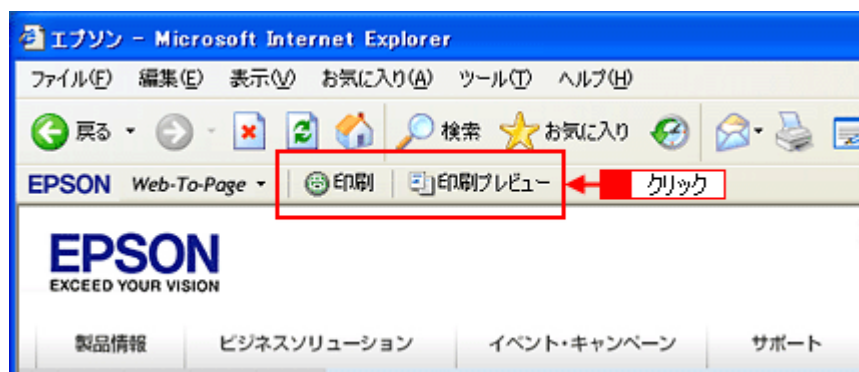 エプソン - Microsoft Internet Explorer
ファイル(F) 編集(E) 表示(V) お気に入り(A) ツール(T) ヘルプ(H)
戻る 検索 お気に入り
EPSON Web-To-Page 印刷 印刷プレビュー クリック
EPSON
EXCEED YOUR VISION
製品情報 ビジネスソリューション イベント・キャンペーン サポート